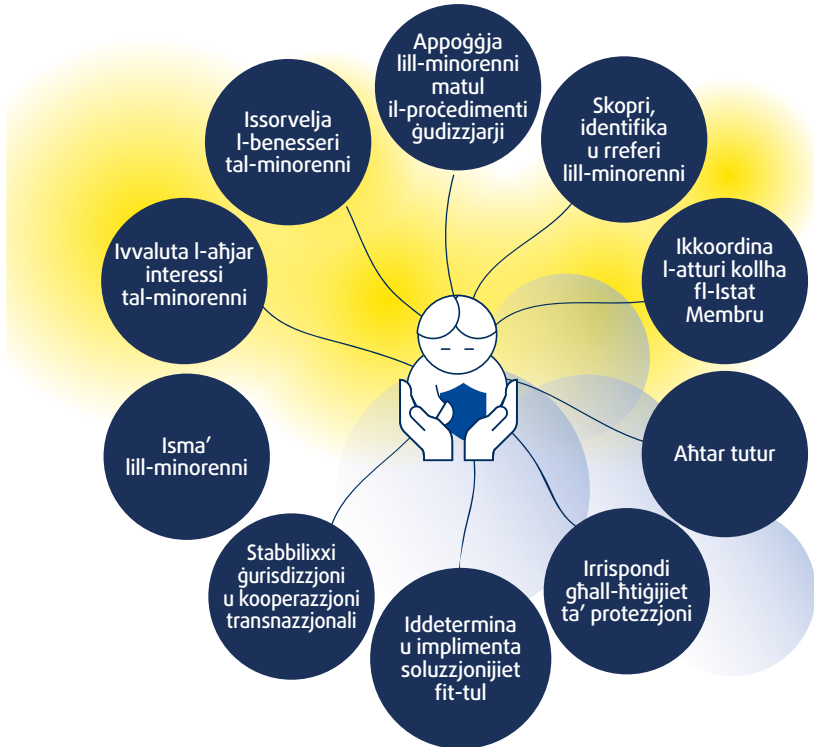 Appoġġja
lill-minorenni
matul
il-proċedimenti
ġudizzjarji
Skopri,
identifika
u rreferi
lill-minorenni
Ikkoordina
l-atturi kollha
fl-Istat
Membru
Aħtar tutur
Irrispondi
għall-ħtiġijiet
ta’ protezzjoni
Iddetermina
u implimenta
soluzzjonijiet
fit-tul
Stabbilixxi
ġurisdizzjoni
u kooperazzjoni
transnazzjonali
Isma’
lill-minorenni
Ivvaluta l-aħjar
interessi
tal-minorenni
Issorvelja
l-benesseri
tal-minorenni